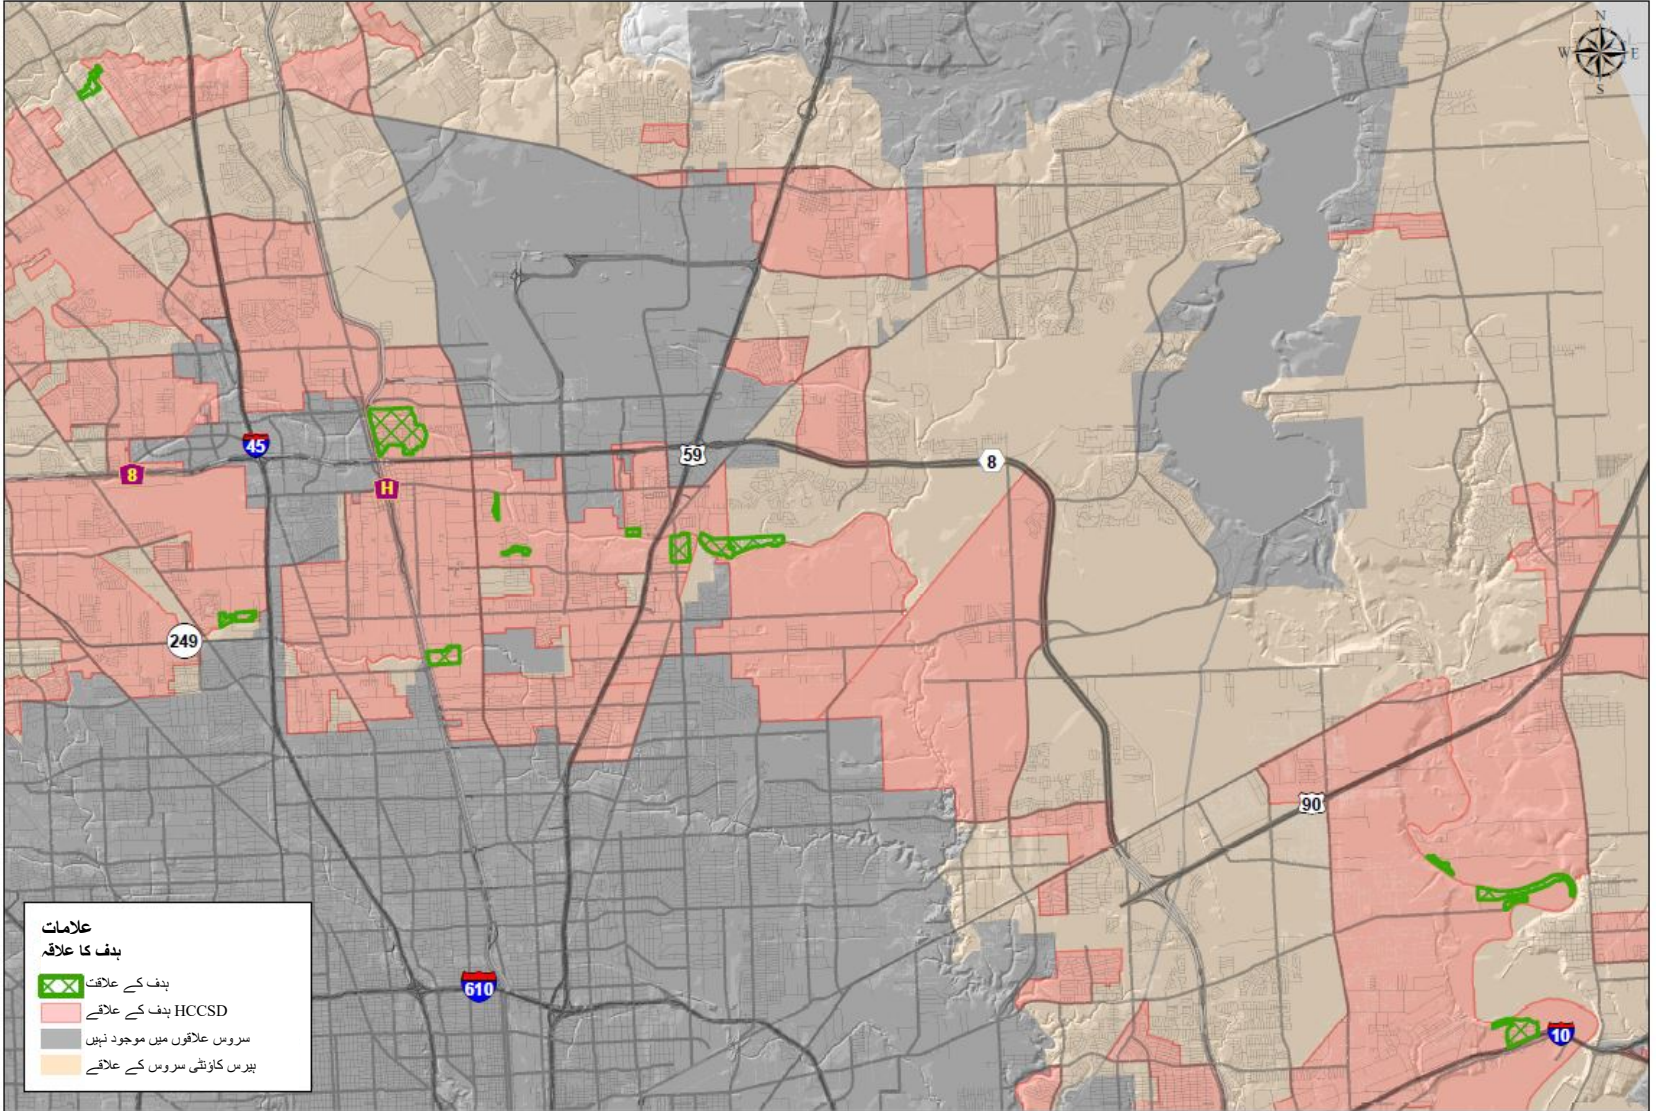 N
W E
S
45
8
H
59
8
249
90
610
10
علامات
ہدف کا علاقہ
ہدف کے علاقت
HCCSD ہدف کے علاقے
سروس علاقوں میں موجود نہیں
ہیرس کاؤنٹی سروس کے علاقے